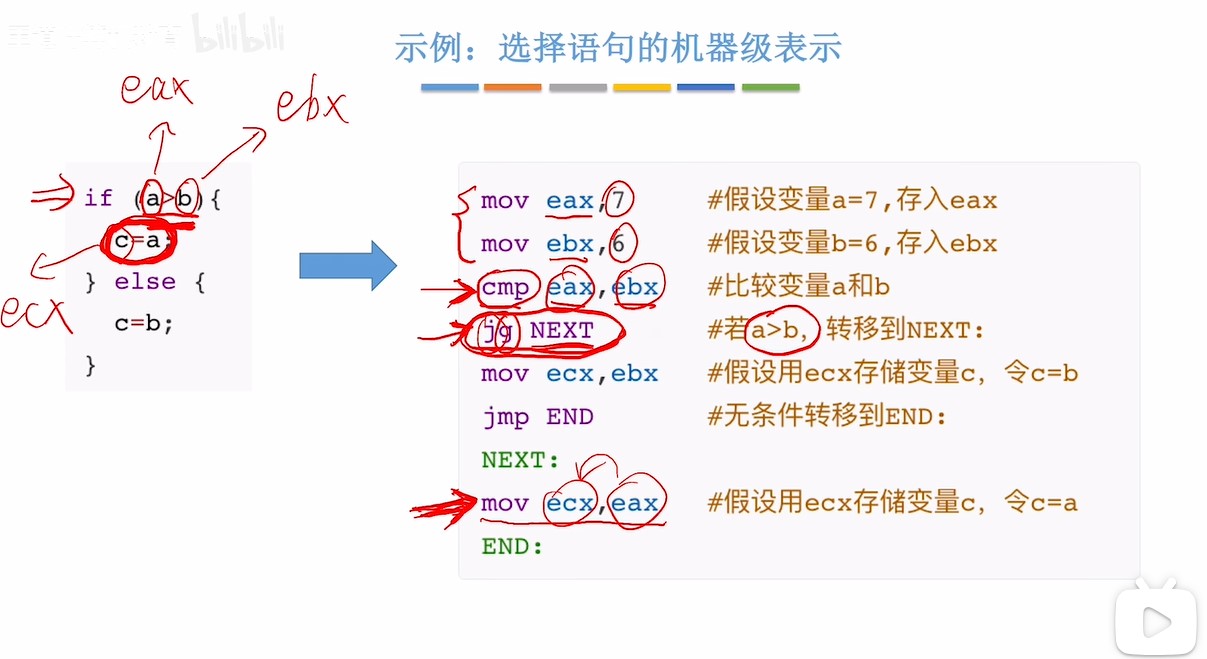 bilibili
示例：选择语句的机器级表示
eax
ebx
if (a>b){
c=a;
} else {
c=b;
}
ecx
mov eax,7 #假设变量a=7,存入eax
mov ebx,6 #假设变量b=6,存入ebx
cmp eax,ebx #比较变量a和b
jg NEXT #若a>b，转移到NEXT:
mov ecx,ebx #假设用ecx存储变量c，令c=b
jmp END #无条件转移到END:
NEXT:
mov ecx,eax #假设用ecx存储变量c，令c=a
END: